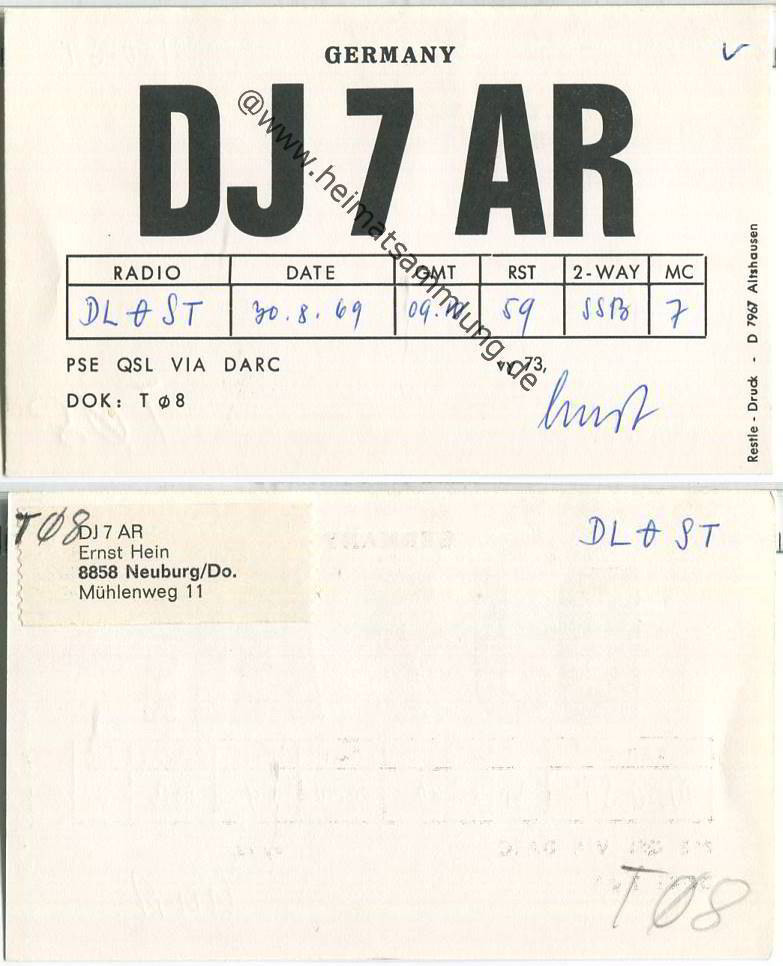 GERMANY
DJ 7 AR
RADIO DATE GMT RST 2-WAY MC
DL Ø ST 30.8.69 59 SSB 7
PSE QSL VIA DARC vy 73,
DOK: T ø8
Restle - Druck - D 7967 Altshausen
@www.heimatsammlung.de
TØ8
DJ 7 AR
Ernst Hein
8858 Neuburg/Do.
Mühlenweg 11
DL Ø ST
TØ8